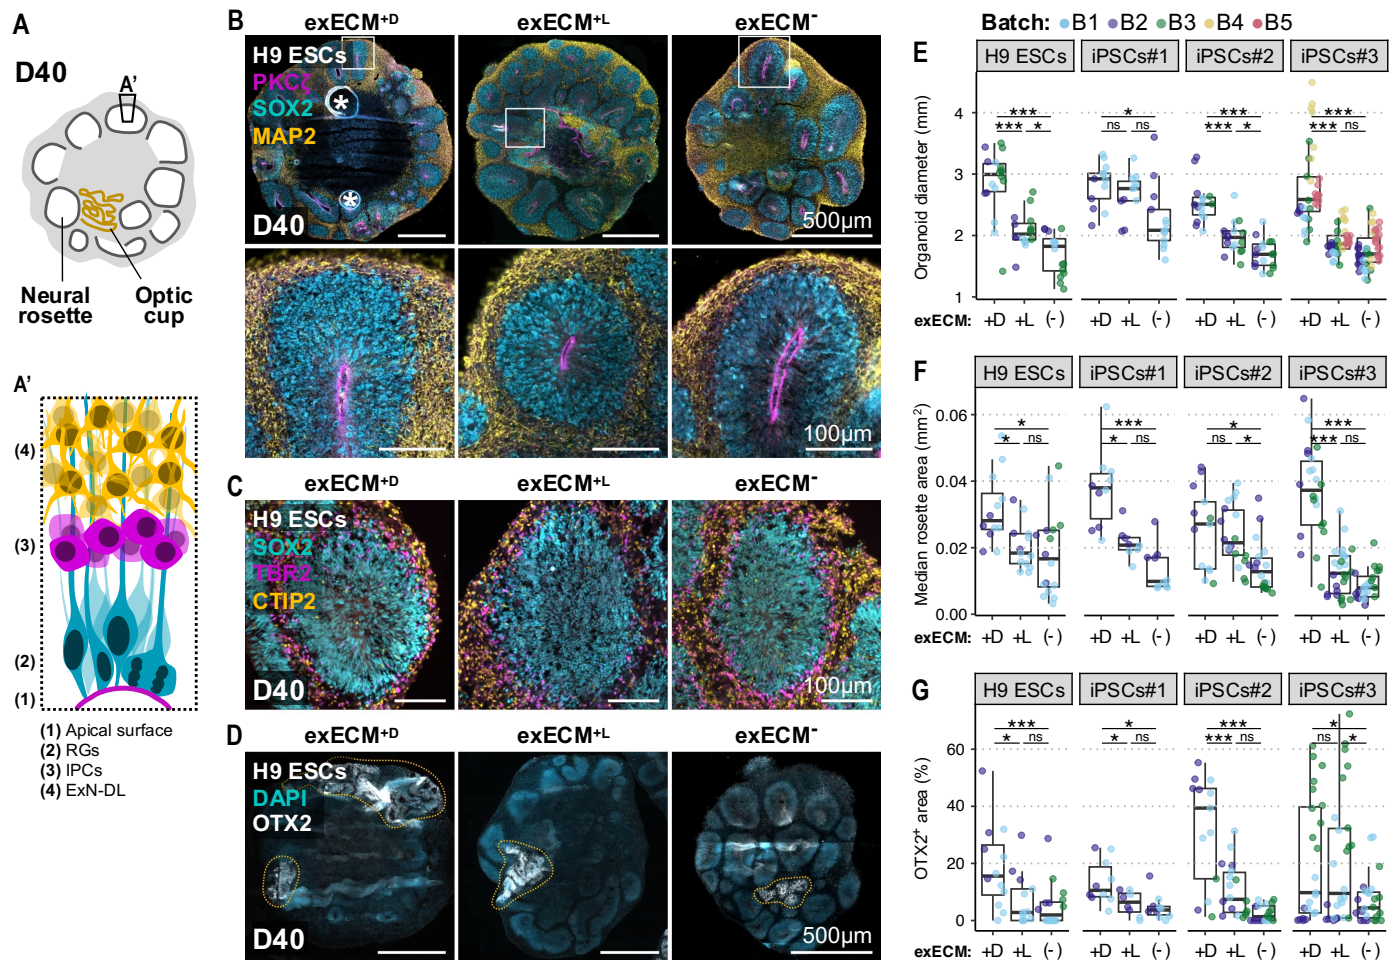 A
D40
A'
Neural
rosette
Optic
cup
A'
(4)
(3)
(2)
(1)
(1) Apical surface
(2) RGs
(3) IPCs
(4) ExN-DL
B
exECM+D
exECM+L
exECM-
H9 ESCs
PKCζ
SOX2
MAP2
*
*
D40
500µm
100µm
C
exECM+D
exECM+L
exECM-
H9 ESCs
SOX2
TBR2
CTIP2
D40
100µm
D
exECM+D
exECM+L
exECM-
H9 ESCs
DAPI
OTX2
D40
500µm
Batch: B1 B2 B3 B4 B5
E
H9 ESCs iPSCs#1 iPSCs#2 iPSCs#3
Organoid diameter (mm)
4
3
2
1
*** * *** ***
*** * ns ns *** * *** ns
exECM: +D +L (-) +D +L (-) +D +L (-) +D +L (-)
F
H9 ESCs iPSCs#1 iPSCs#2 iPSCs#3
Median rosette area (mm²)
0.06
0.04
0.02
0.00
* *** * ***
* ns * ns ns * *** ns
exECM: +D +L (-) +D +L (-) +D +L (-) +D +L (-)
G
H9 ESCs iPSCs#1 iPSCs#2 iPSCs#3
OTX2+ area (%)
60
40
20
0
*** * *** *
* ns * ns *** ns ns *
exECM: +D +L (-) +D +L (-) +D +L (-) +D +L (-)